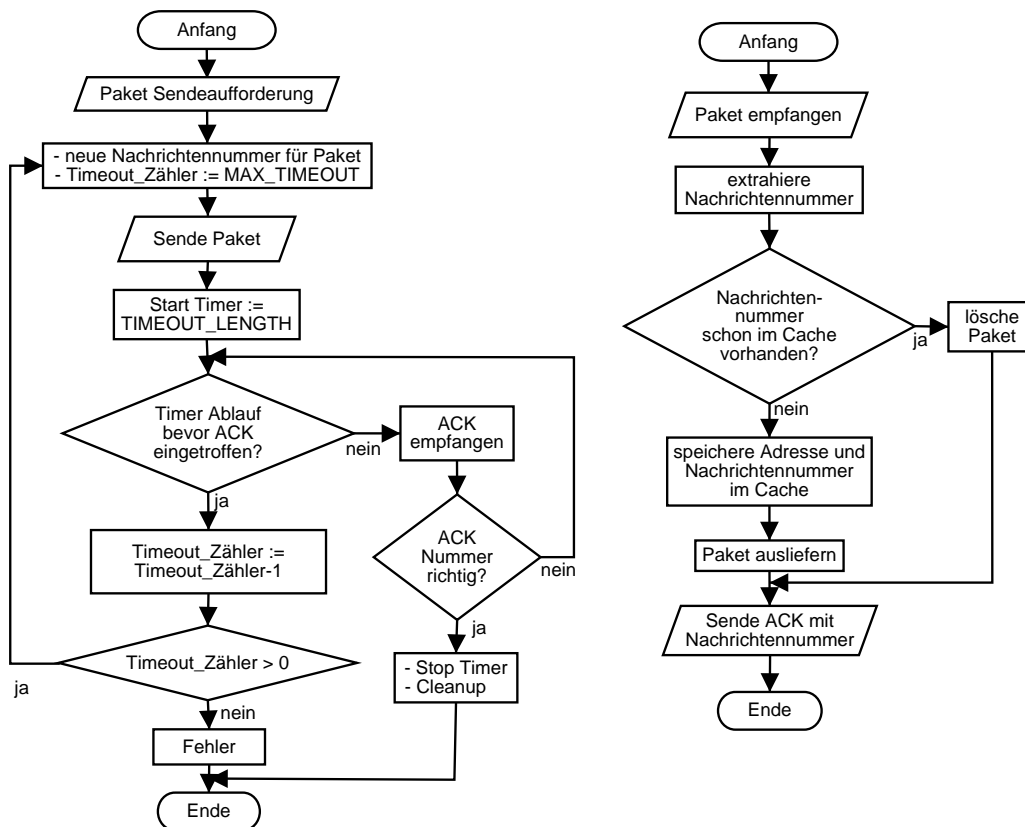 Anfang
Paket Sendeaufforderung
- neue Nachrichtennummer für Paket
- Timeout_Zähler := MAX_TIMEOUT
Sende Paket
Start Timer :=
TIMEOUT_LENGTH
Timer Ablauf
bevor ACK
eingetroffen?
nein
ACK
empfangen
ja
Timeout_Zähler :=
Timeout_Zähler-1
ACK
Nummer
richtig?
nein
ja
Timeout_Zähler > 0
ja
- Stop Timer
- Cleanup
nein
Fehler
Ende
Anfang
Paket empfangen
extrahiere
Nachrichtennummer
Nachrichten-
nummer
schon im Cache
vorhanden?
ja
lösche
Paket
nein
speichere Adresse und
Nachrichtennummer
im Cache
Paket ausliefern
Sende ACK mit
Nachrichtennummer
Ende